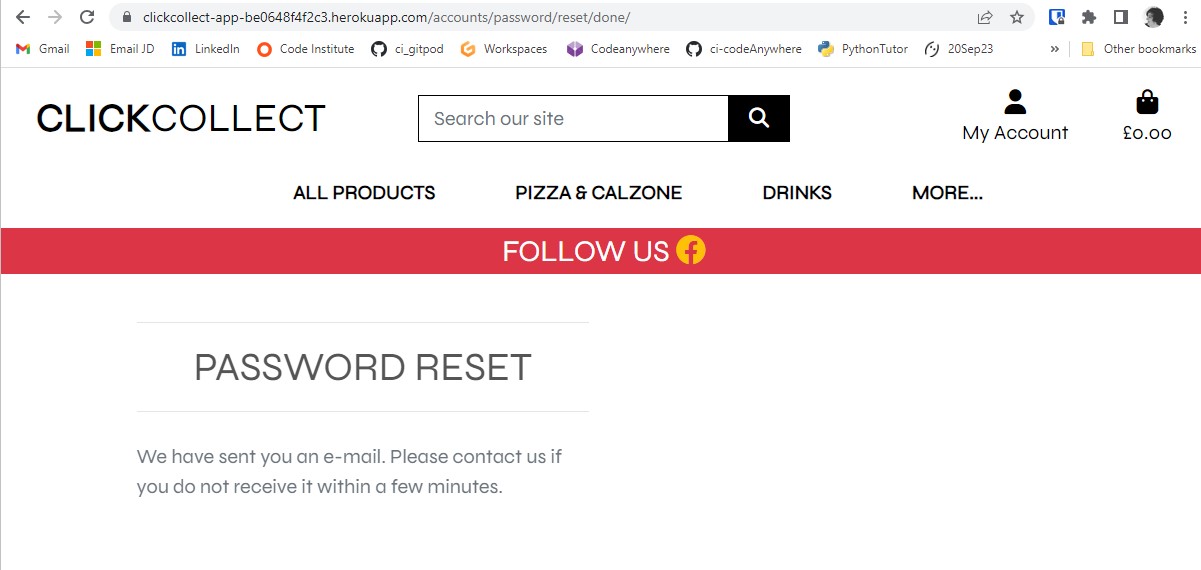 clickcollect-app-be0648f4f2c3.herokuapp.com/accounts/password/reset/done/
Gmail Email JD LinkedIn Code Institute ci_gitpod Workspaces Codeanywhere ci-codeAnywhere PythonTutor 20Sep23 » Other bookmarks
CLICKCOLLECT
Search our site
My Account
£0.00
ALL PRODUCTS PIZZA & CALZONE DRINKS MORE...
FOLLOW US
PASSWORD RESET
We have sent you an e-mail. Please contact us if
you do not receive it within a few minutes.